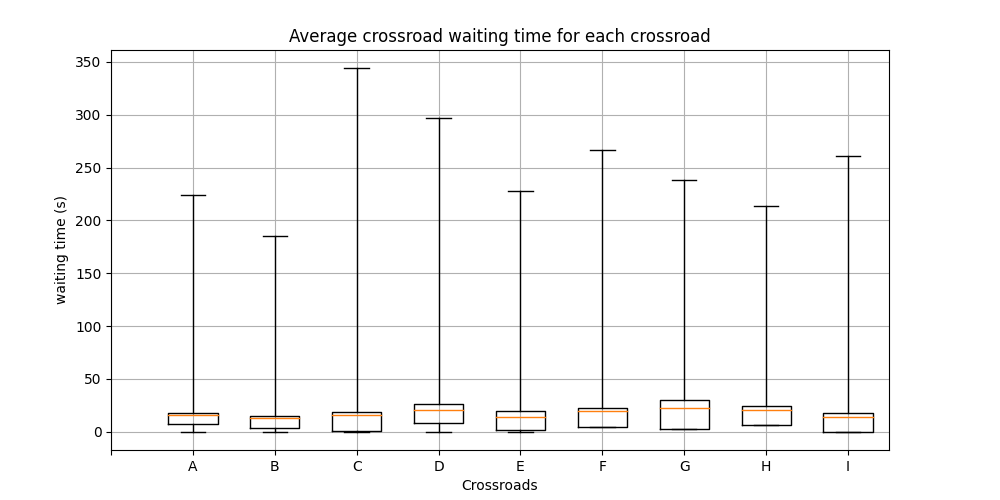 Average crossroad waiting time for each crossroad
350
300
250
200
150
100
50
0
waiting time (s)
A B C D E F G H I
Crossroads